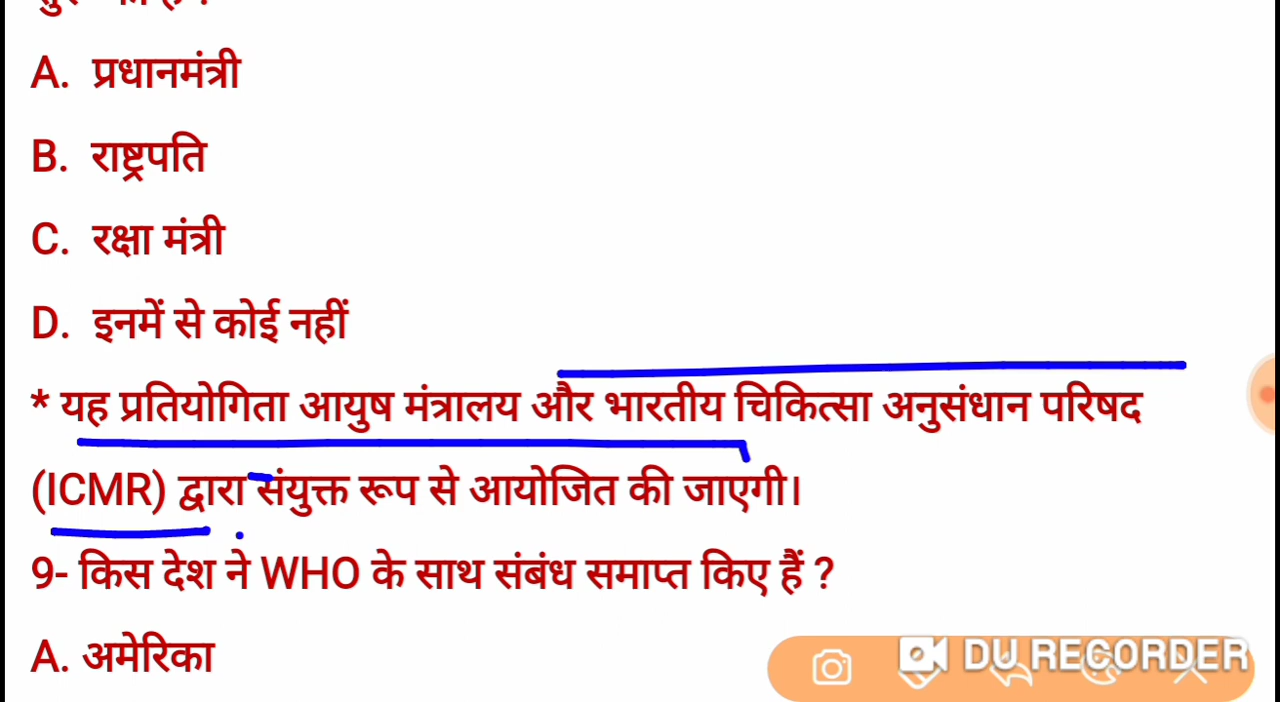 A. प्रधानमंत्री
B. राष्ट्रपति
C. रक्षा मंत्री
D. इनमें से कोई नहीं
* यह प्रतियोगिता आयुष मंत्रालय और भारतीय चिकित्सा अनुसंधान परिषद
(ICMR) द्वारा संयुक्त रूप से आयोजित की जाएगी।
9- किस देश ने WHO के साथ संबंध समाप्त किए हैं ?
A. अमेरिका
DU RECORDER